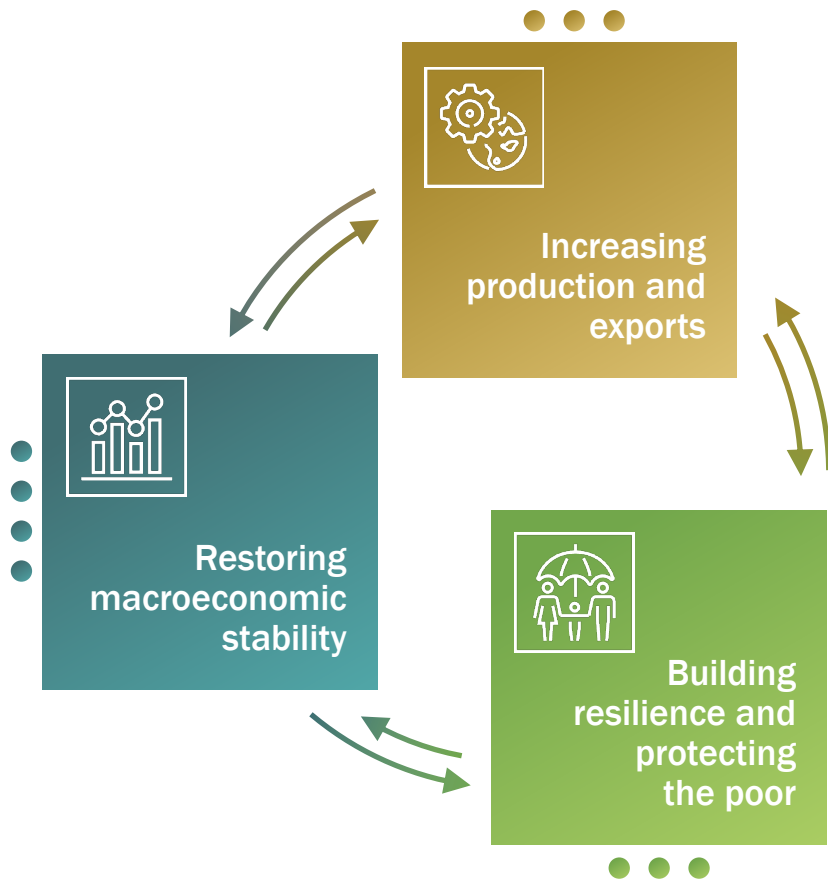 Increasing
production and
exports
Restoring
macroeconomic
stability
Building
resilience and
protecting
the poor